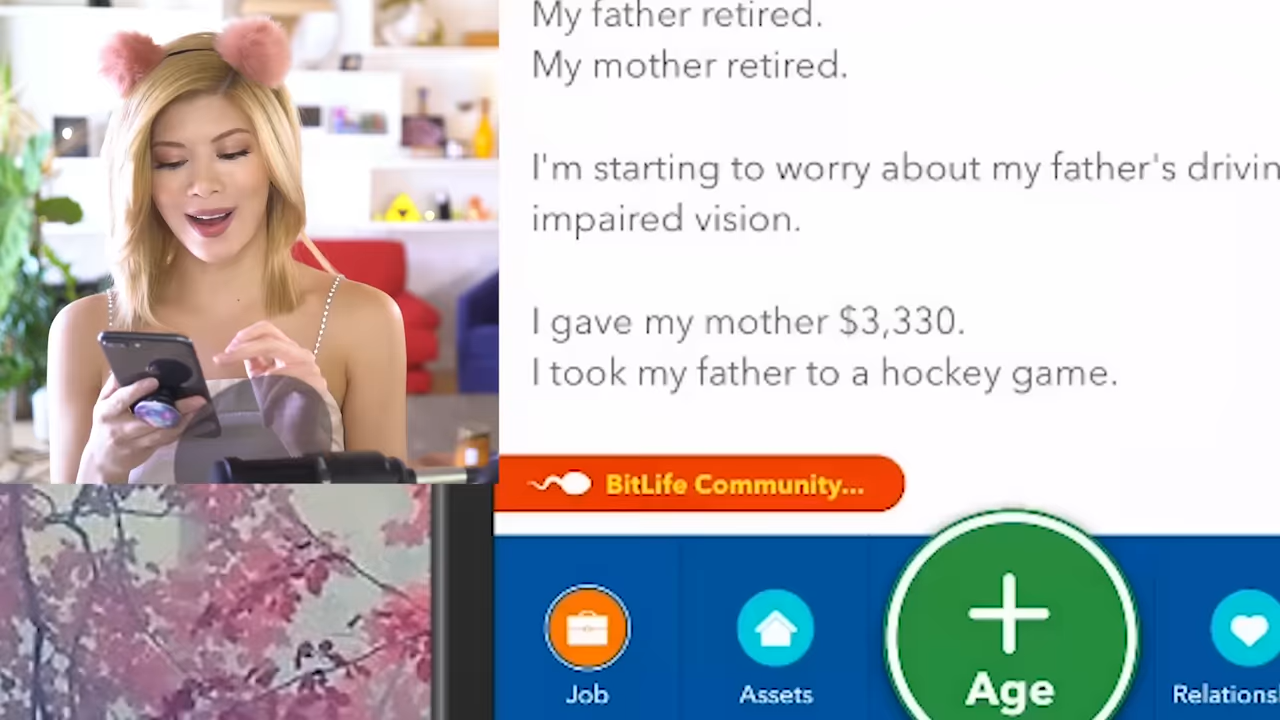 My father retired.
My mother retired.
I'm starting to worry about my father's drivin
impaired vision.
I gave my mother $3,330.
I took my father to a hockey game.
BitLife Community...
Job
Assets
Age
Relations